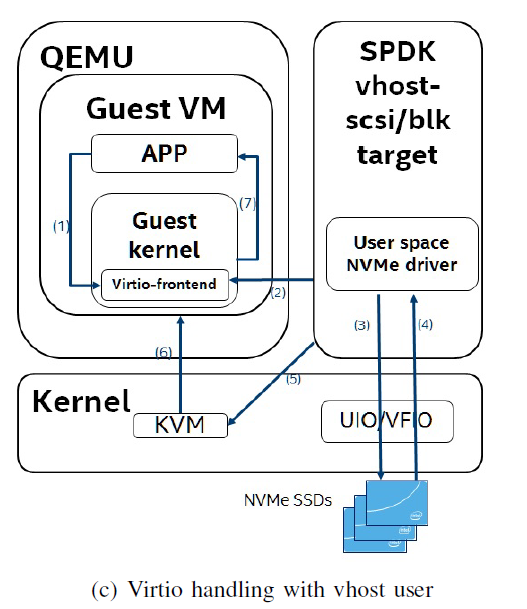 QEMU
Guest VM
APP
(1)
(7)
Guest
kernel
Virtio-frontend
(2)
SPDK
vhost-
scsi/blk
target
User space
NVMe driver
(3)
(4)
(6)
(5)
Kernel
KVM
UIO/VFIO
NVMe SSDs
(intel)
(c) Virtio handling with vhost user